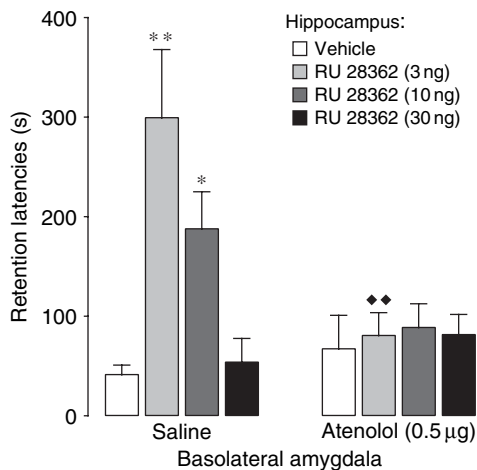 Hippocampus:
Vehicle
RU 28362 (3 ng)
RU 28362 (10 ng)
RU 28362 (30 ng)
Retention latencies (s)
400
300
200
100
0
**
*
◆◆
Saline
Atenolol (0.5 µg)
Basolateral amygdala